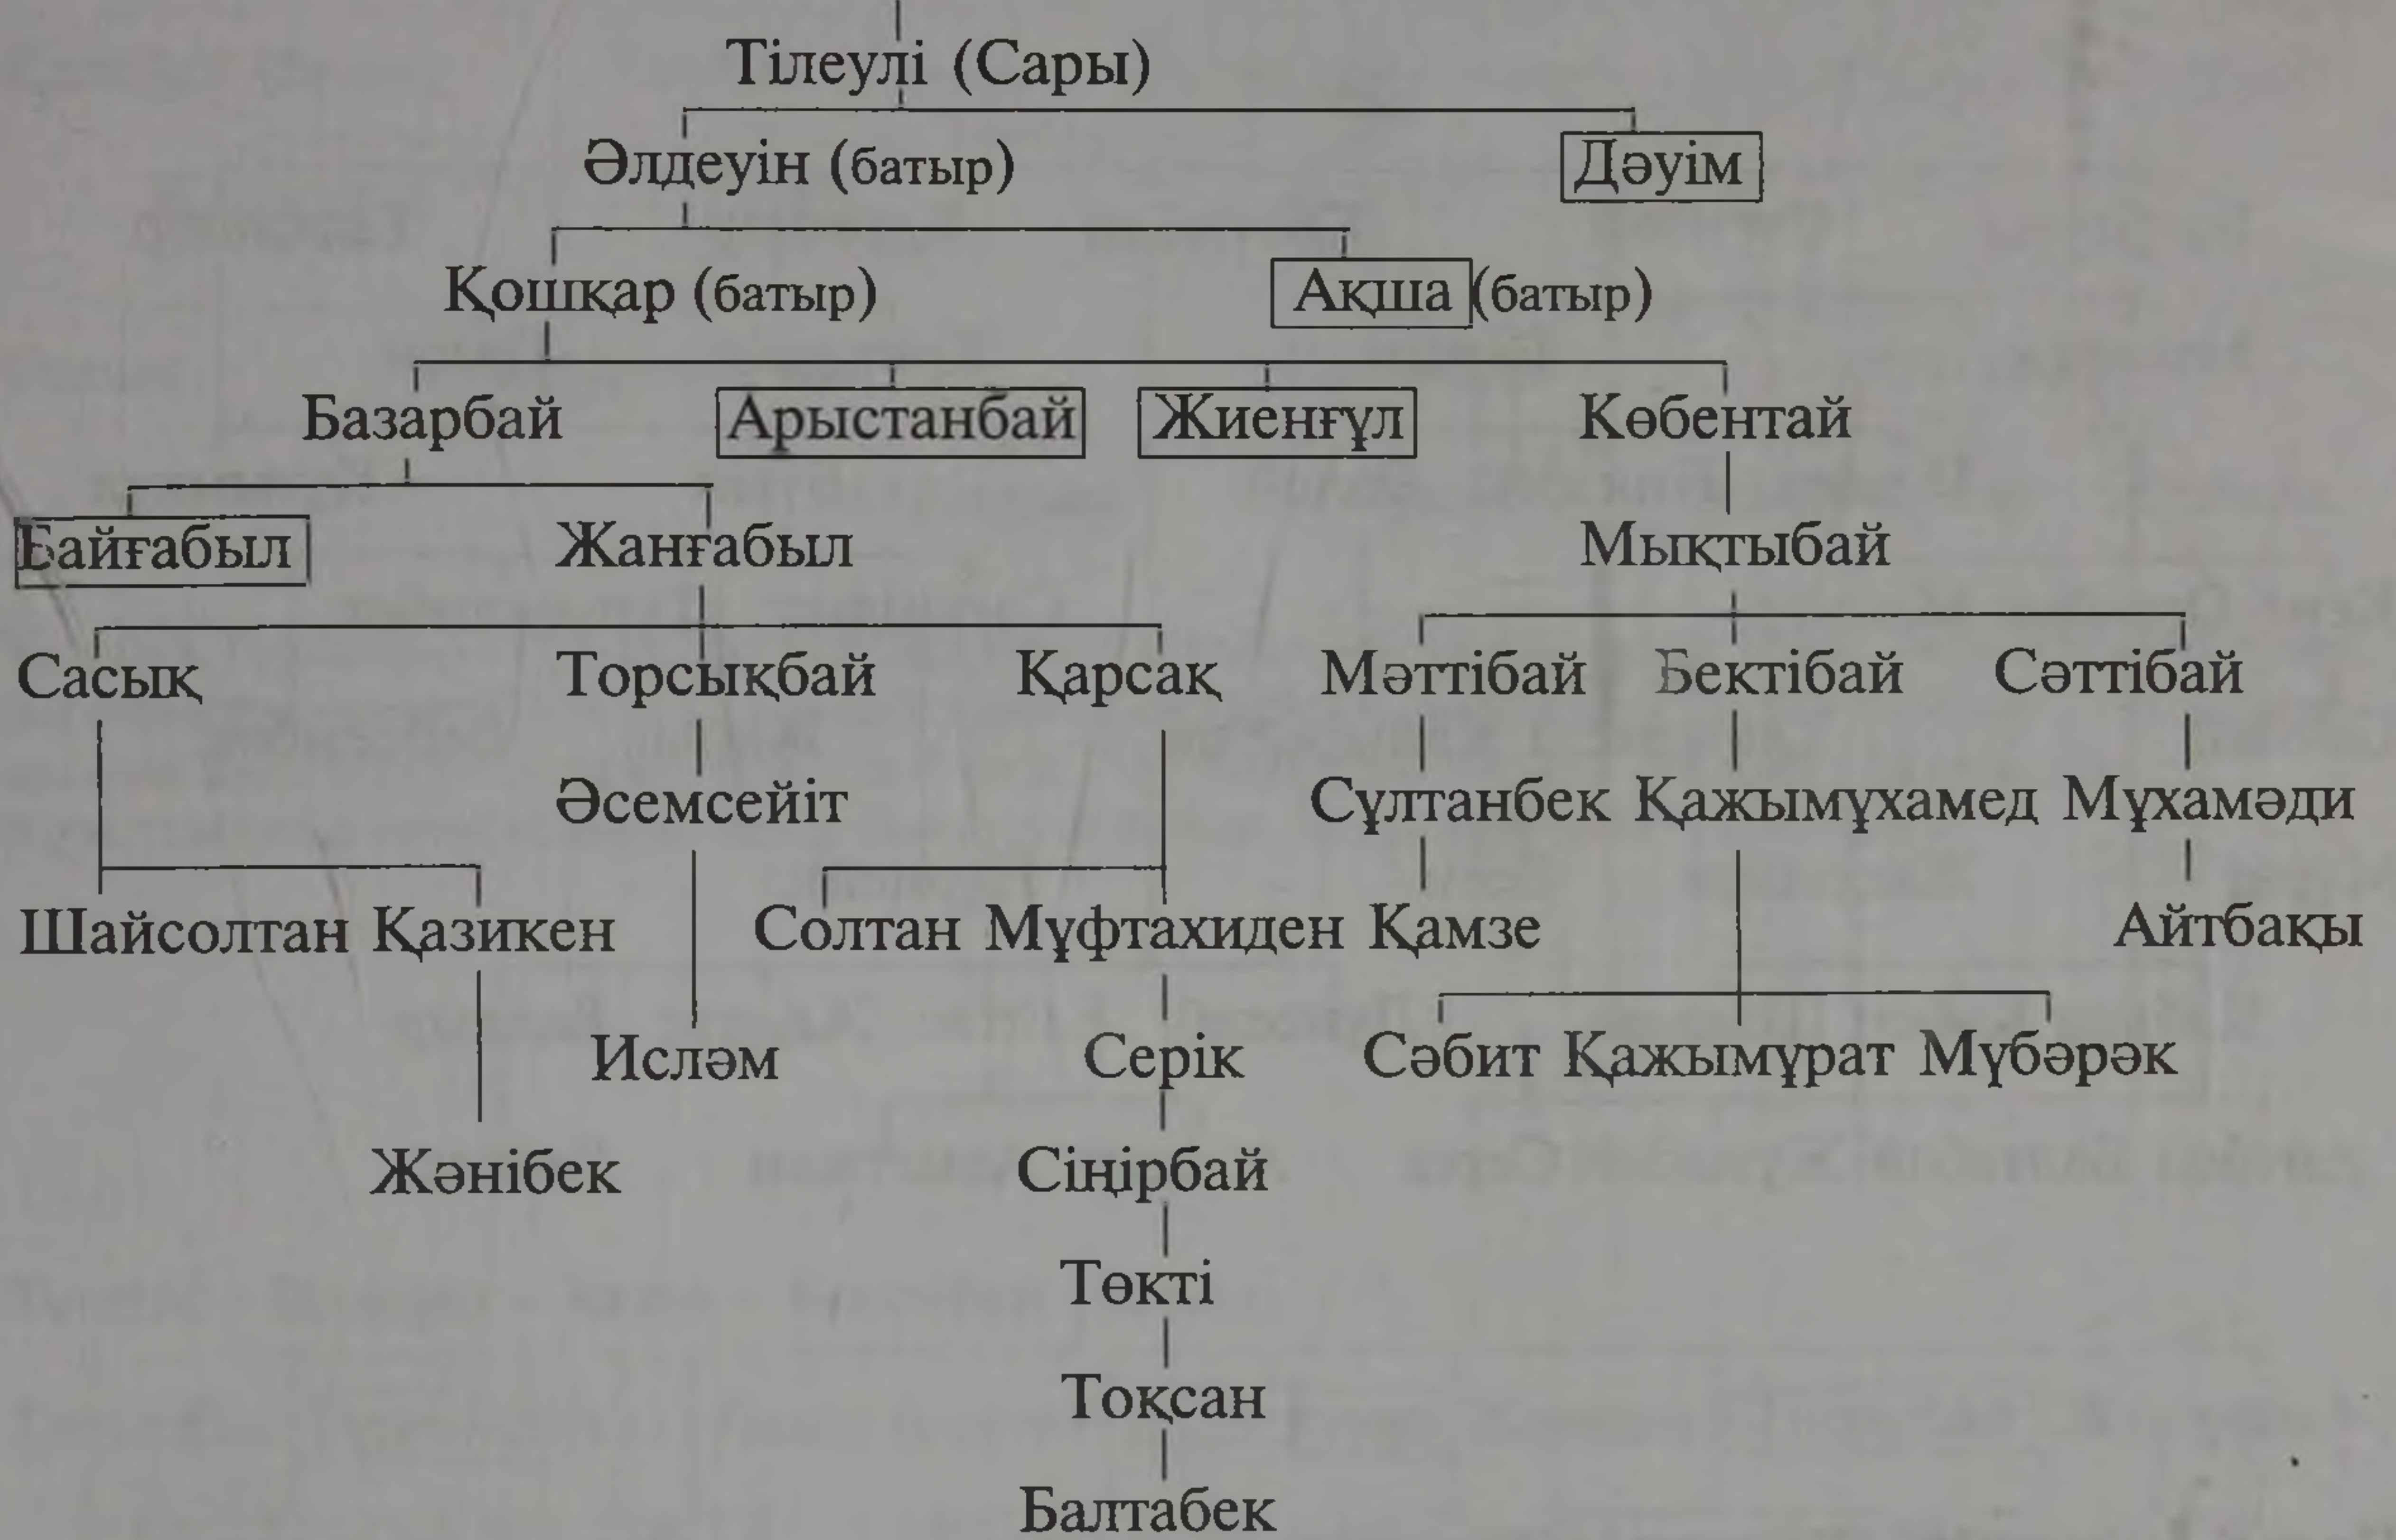 Тілеулі (Сары)
Әлдеуін (батыр) Дәуім
Қошқар (батыр) Ақша (батыр)
Базарбай Арыстанбай Жиенғұл Көбентай
Байғабыл Жанғабыл Мықтыбай
Сасық Торсықбай Қарсақ Мәттібай Бектібай Сәттібай
Әсемсейіт Сұлтанбек Қажымұхамед Мұхамәди
Шайсолтан Қазикен Солтан Мұфтахиден Қамзе Айтбақы
Исләм Серік Сәбит Қажымұрат Мүбәрәк
Жәнібек Сіңірбай
Төкті
Тоқсан
Балтабек